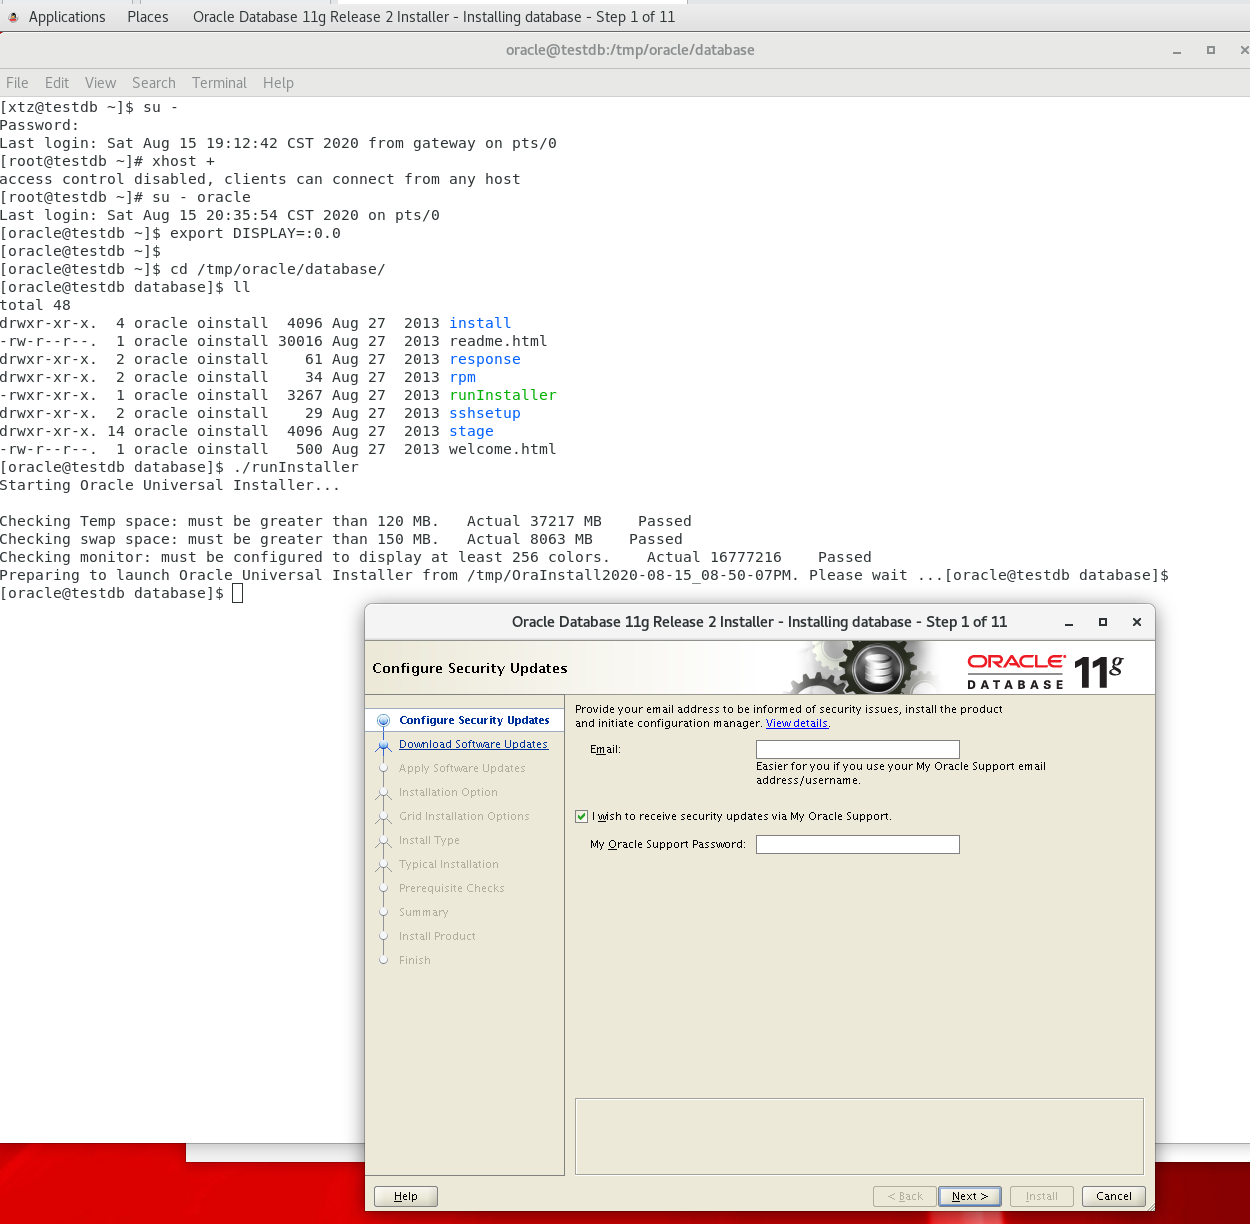 Applications Places Oracle Database 11g Release 2 Installer - Installing database - Step 1 of 11
oracle@testdb:/tmp/oracle/database
File Edit View Search Terminal Help
[xtz@testdb ~]$ su -
Password:
Last login: Sat Aug 15 19:12:42 CST 2020 from gateway on pts/0
[root@testdb ~]# xhost +
access control disabled, clients can connect from any host
[root@testdb ~]# su - oracle
Last login: Sat Aug 15 20:35:54 CST 2020 on pts/0
[oracle@testdb ~]$ export DISPLAY=:0.0
[oracle@testdb ~]$
[oracle@testdb ~]$ cd /tmp/oracle/database/
[oracle@testdb database]$ ll
total 48
drwxr-xr-x.  4 oracle oinstall  4096 Aug 27  2013 install
-rw-r--r--.  1 oracle oinstall 30016 Aug 27  2013 readme.html
drwxr-xr-x.  2 oracle oinstall    61 Aug 27  2013 response
drwxr-xr-x.  2 oracle oinstall    34 Aug 27  2013 rpm
-rwxr-xr-x.  1 oracle oinstall  3267 Aug 27  2013 runInstaller
drwxr-xr-x.  2 oracle oinstall    29 Aug 27  2013 sshsetup
drwxr-xr-x. 14 oracle oinstall  4096 Aug 27  2013 stage
-rw-r--r--.  1 oracle oinstall   500 Aug 27  2013 welcome.html
[oracle@testdb database]$ ./runInstaller
Starting Oracle Universal Installer...
Checking Temp space: must be greater than 120 MB.   Actual 37217 MB    Passed
Checking swap space: must be greater than 150 MB.   Actual 8063 MB    Passed
Checking monitor: must be configured to display at least 256 colors.    Actual 16777216    Passed
Preparing to launch Oracle Universal Installer from /tmp/OraInstall2020-08-15_08-50-07PM. Please wait ...[oracle@testdb database]$
[oracle@testdb database]$
Oracle Database 11g Release 2 Installer - Installing database - Step 1 of 11
Configure Security Updates
ORACLE DATABASE 11g
Configure Security Updates
Download Software Updates
Apply Software Updates
Installation Option
Grid Installation Options
Install Type
Typical Installation
Prerequisite Checks
Summary
Install Product
Finish
Provide your email address to be informed of security issues, install the product
and initiate configuration manager. View details.
Email:
Easier for you if you use your My Oracle Support email
address/username.
I wish to receive security updates via My Oracle Support.
My Oracle Support Password:
Help < Back Next > Install Cancel